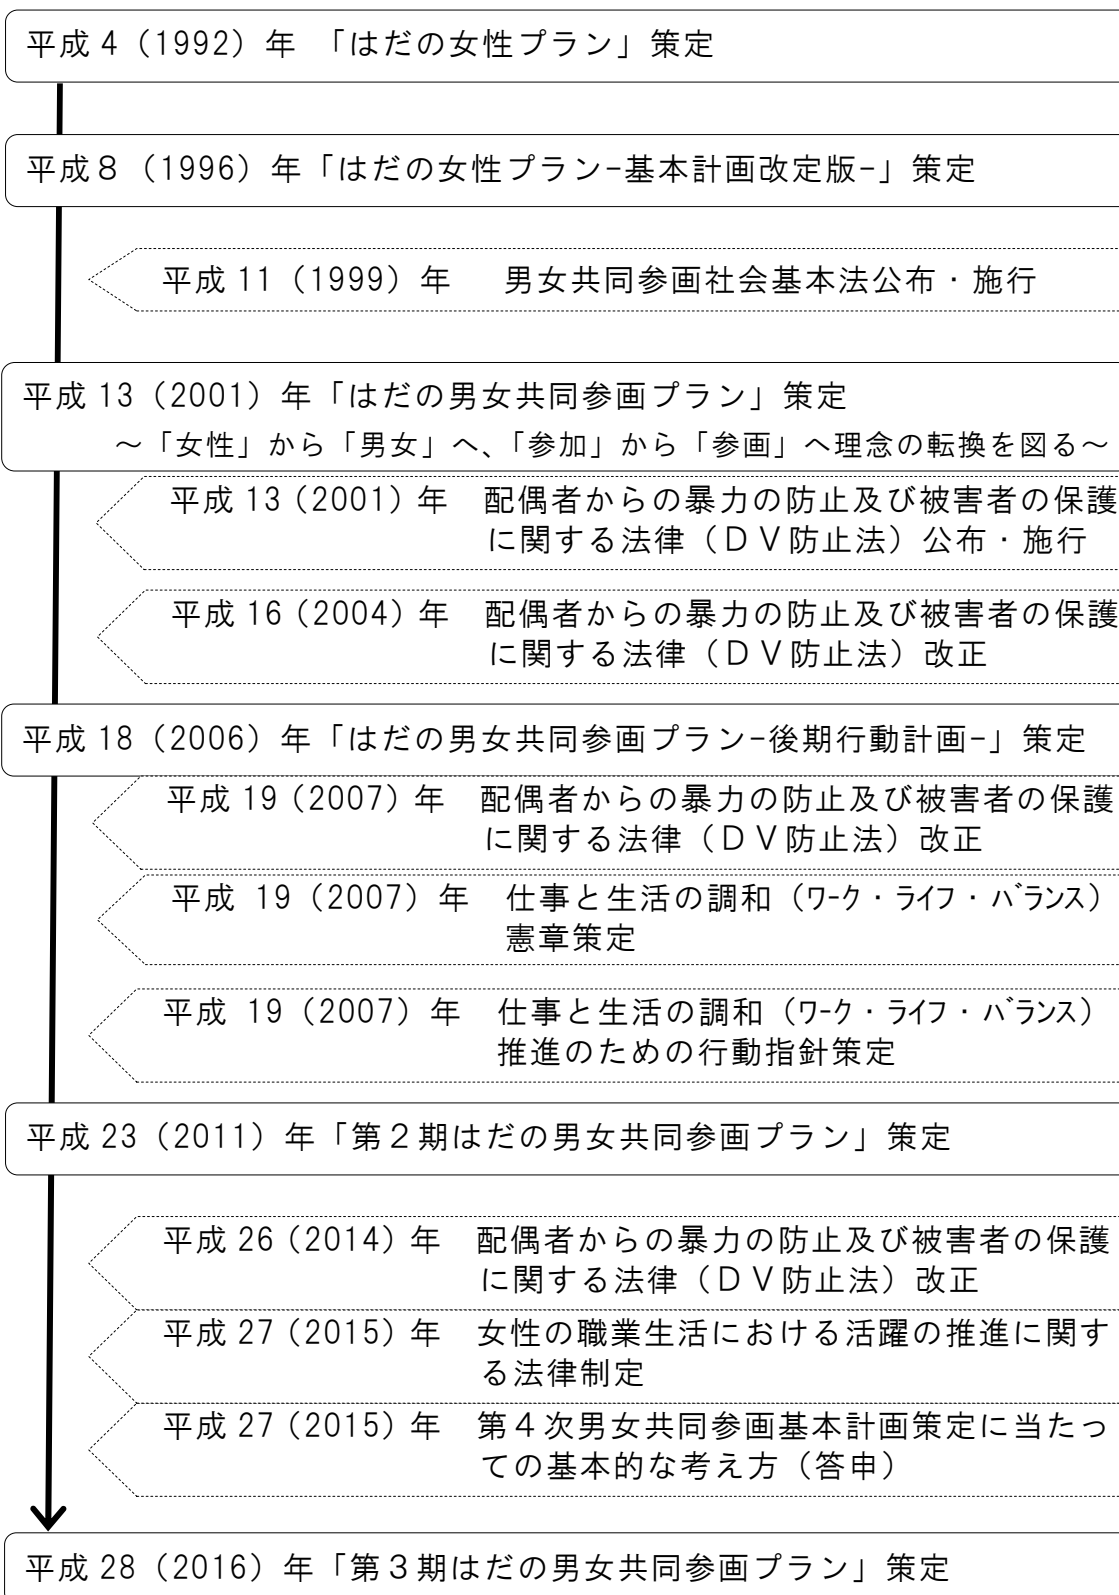 平成４（1992）年 「はだの女性プラン」策定
平成８（1996）年「はだの女性プラン-基本計画改定版-」策定
平成 11（1999）年　男女共同参画社会基本法公布・施行
平成 13（2001）年「はだの男女共同参画プラン」策定
～「女性」から「男女」へ、「参加」から「参画」へ理念の転換を図る～
平成 13（2001）年　配偶者からの暴力の防止及び被害者の保護
に関する法律（ＤＶ防止法）公布・施行
平成 16（2004）年　配偶者からの暴力の防止及び被害者の保護
に関する法律（ＤＶ防止法）改正
平成 18（2006）年「はだの男女共同参画プラン-後期行動計画-」策定
平成 19（2007）年　配偶者からの暴力の防止及び被害者の保護
に関する法律（ＤＶ防止法）改正
平成 19（2007）年　仕事と生活の調和（ﾜｰｸ・ﾗｲﾌ・ﾊﾞﾗﾝｽ）
憲章策定
平成 19（2007）年　仕事と生活の調和（ﾜｰｸ・ﾗｲﾌ・ﾊﾞﾗﾝｽ）
推進のための行動指針策定
平成 23（2011）年「第２期はだの男女共同参画プラン」策定
平成 26（2014）年　配偶者からの暴力の防止及び被害者の保護
に関する法律（ＤＶ防止法）改正
平成 27（2015）年　女性の職業生活における活躍の推進に関す
る法律制定
平成 27（2015）年　第４次男女共同参画基本計画策定に当たっ
ての基本的な考え方（答申）
平成 28（2016）年「第３期はだの男女共同参画プラン」策定